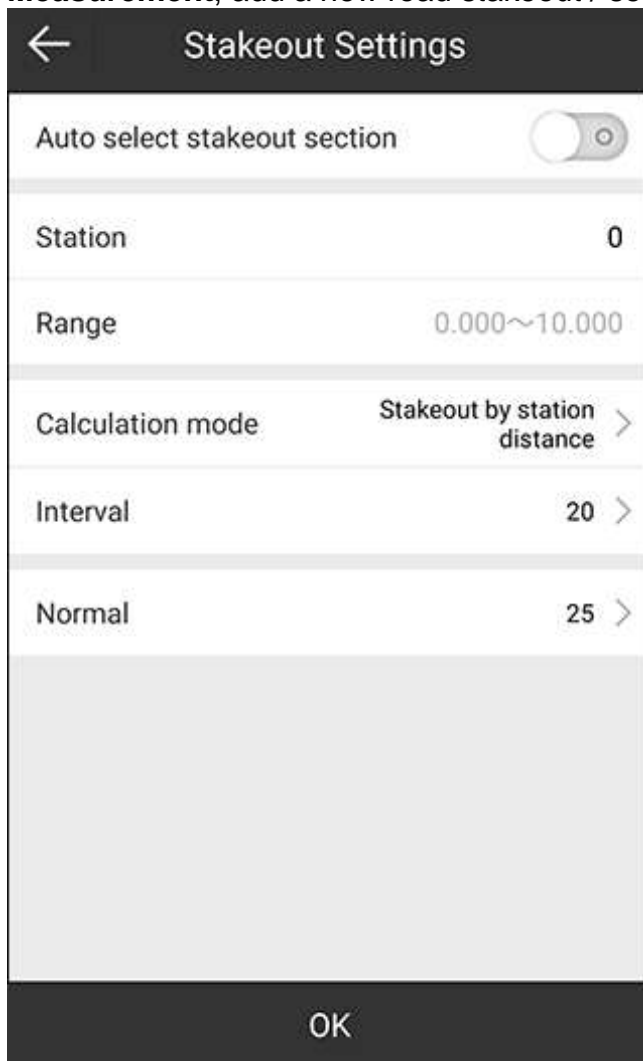 Stakeout Settings
Auto select stakeout section
Station 0
Range 0.000～10.000
Calculation mode Stakeout by station
distance
Interval 20
Normal 25
OK